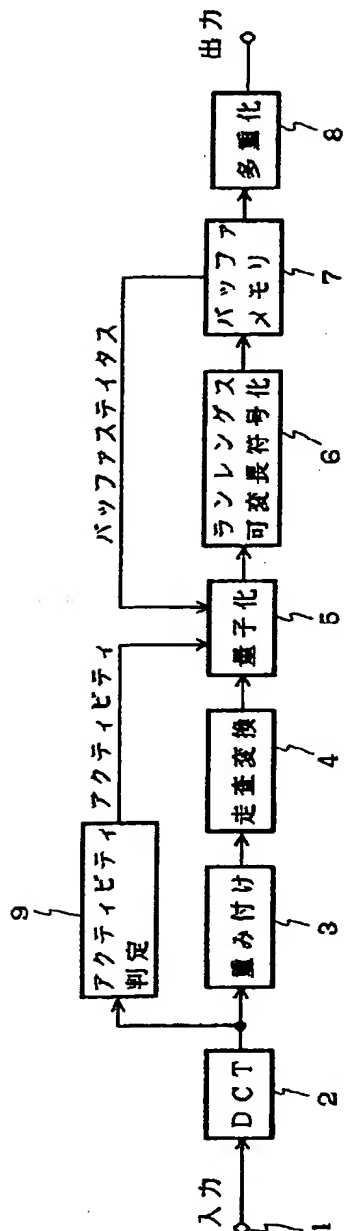 入力
1
DCT
2
重み付け
3
走査変換
4
量子化
5
ランレングス
可変長符号化
6
バッファ
メモリ
7
多重化
8
出力
アクティビティ
判定
9
アクティビティ
バッファステイタス